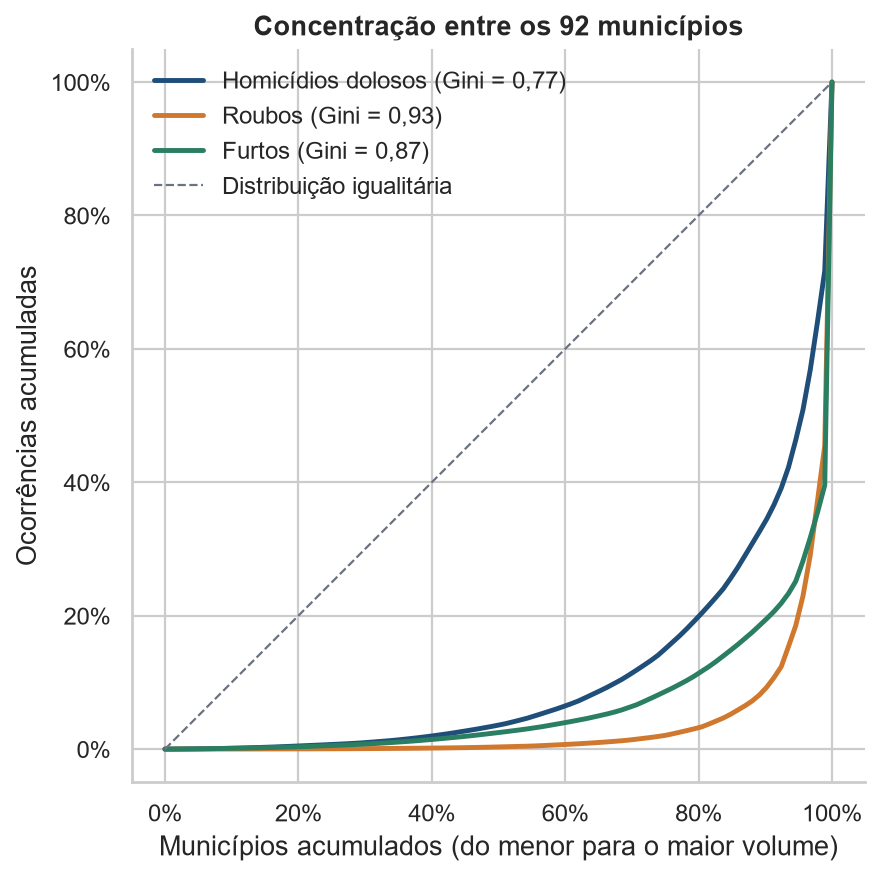 Concentração entre os 92 municípios
Homicídios dolosos (Gini = 0,77)
Roubos (Gini = 0,93)
Furtos (Gini = 0,87)
Distribuição igualitária
Ocorrências acumuladas
100%
80%
60%
40%
20%
0%
0% 20% 40% 60% 80% 100%
Municípios acumulados (do menor para o maior volume)